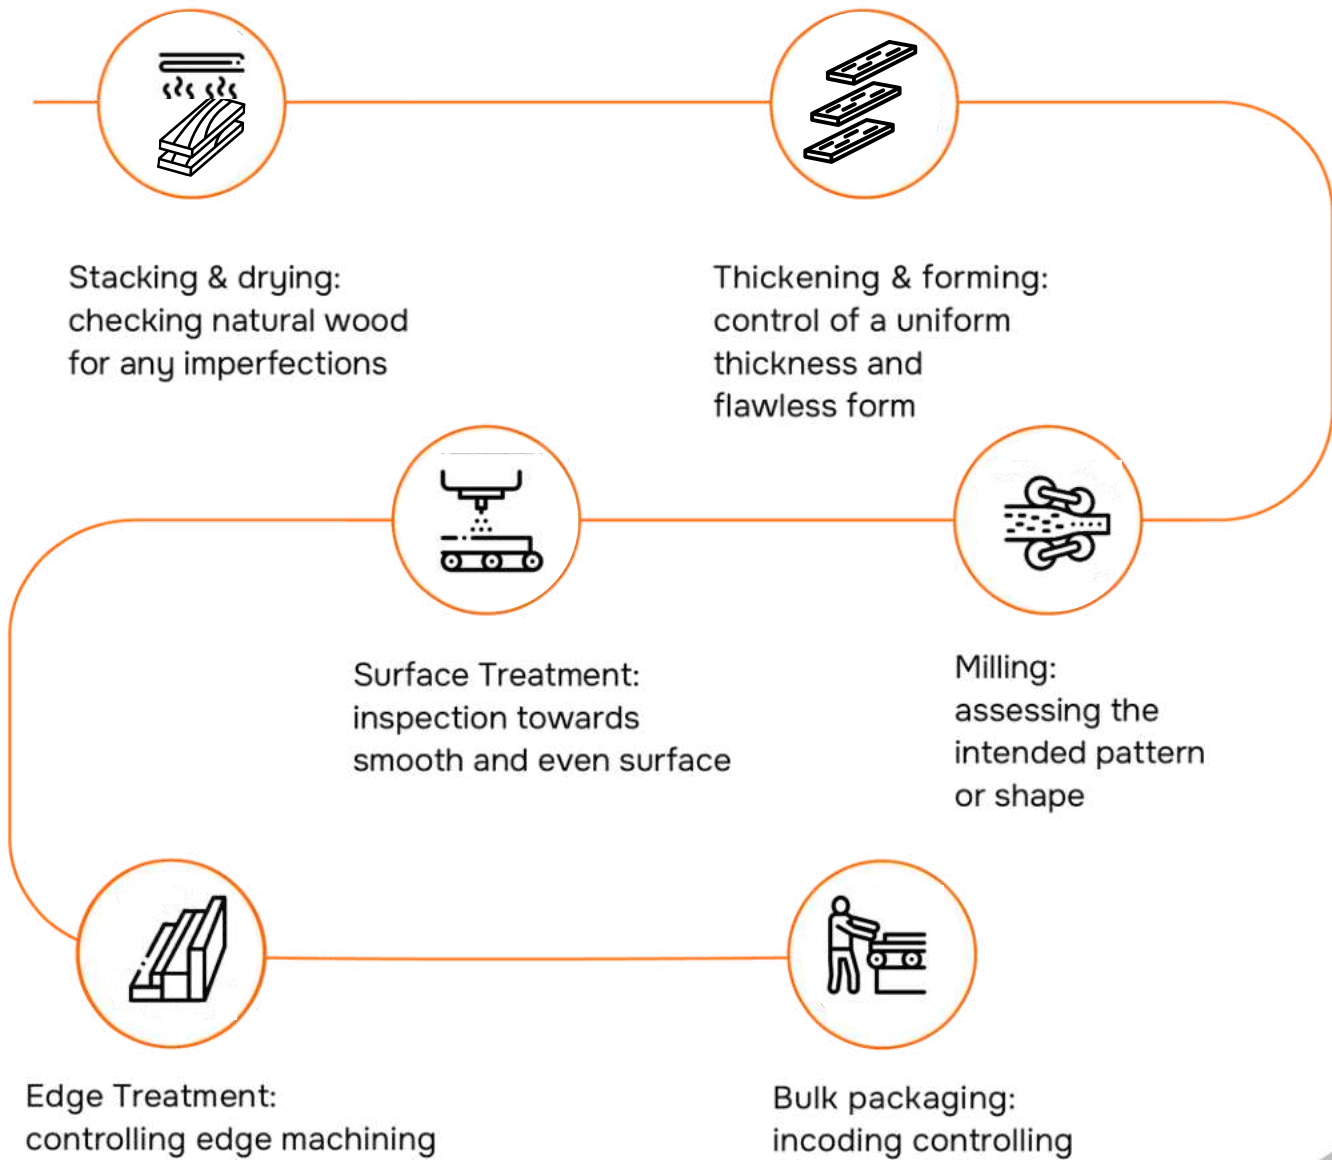 Stacking & drying:
checking natural wood
for any imperfections
Thickening & forming:
control of a uniform
thickness and
flawless form
Milling:
assessing the
intended pattern
or shape
Surface Treatment:
inspection towards
smooth and even surface
Edge Treatment:
controlling edge machining
Bulk packaging:
incoding controlling